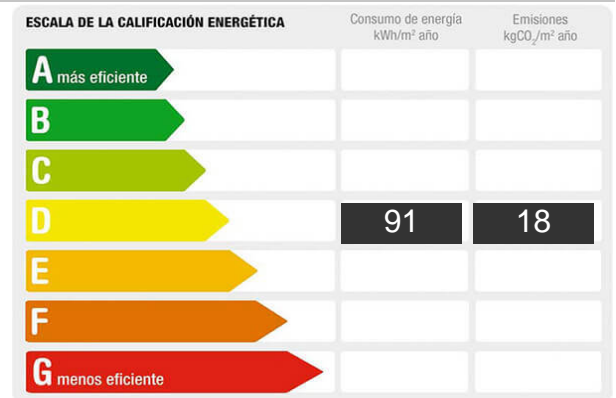 ESCALA DE LA CALIFICACIÓN ENERGÉTICA
Consumo de energía
kWh/m² año
Emisiones
kgCO₂/m² año
A más eficiente
B
C
D 91 18
E
F
G menos eficiente